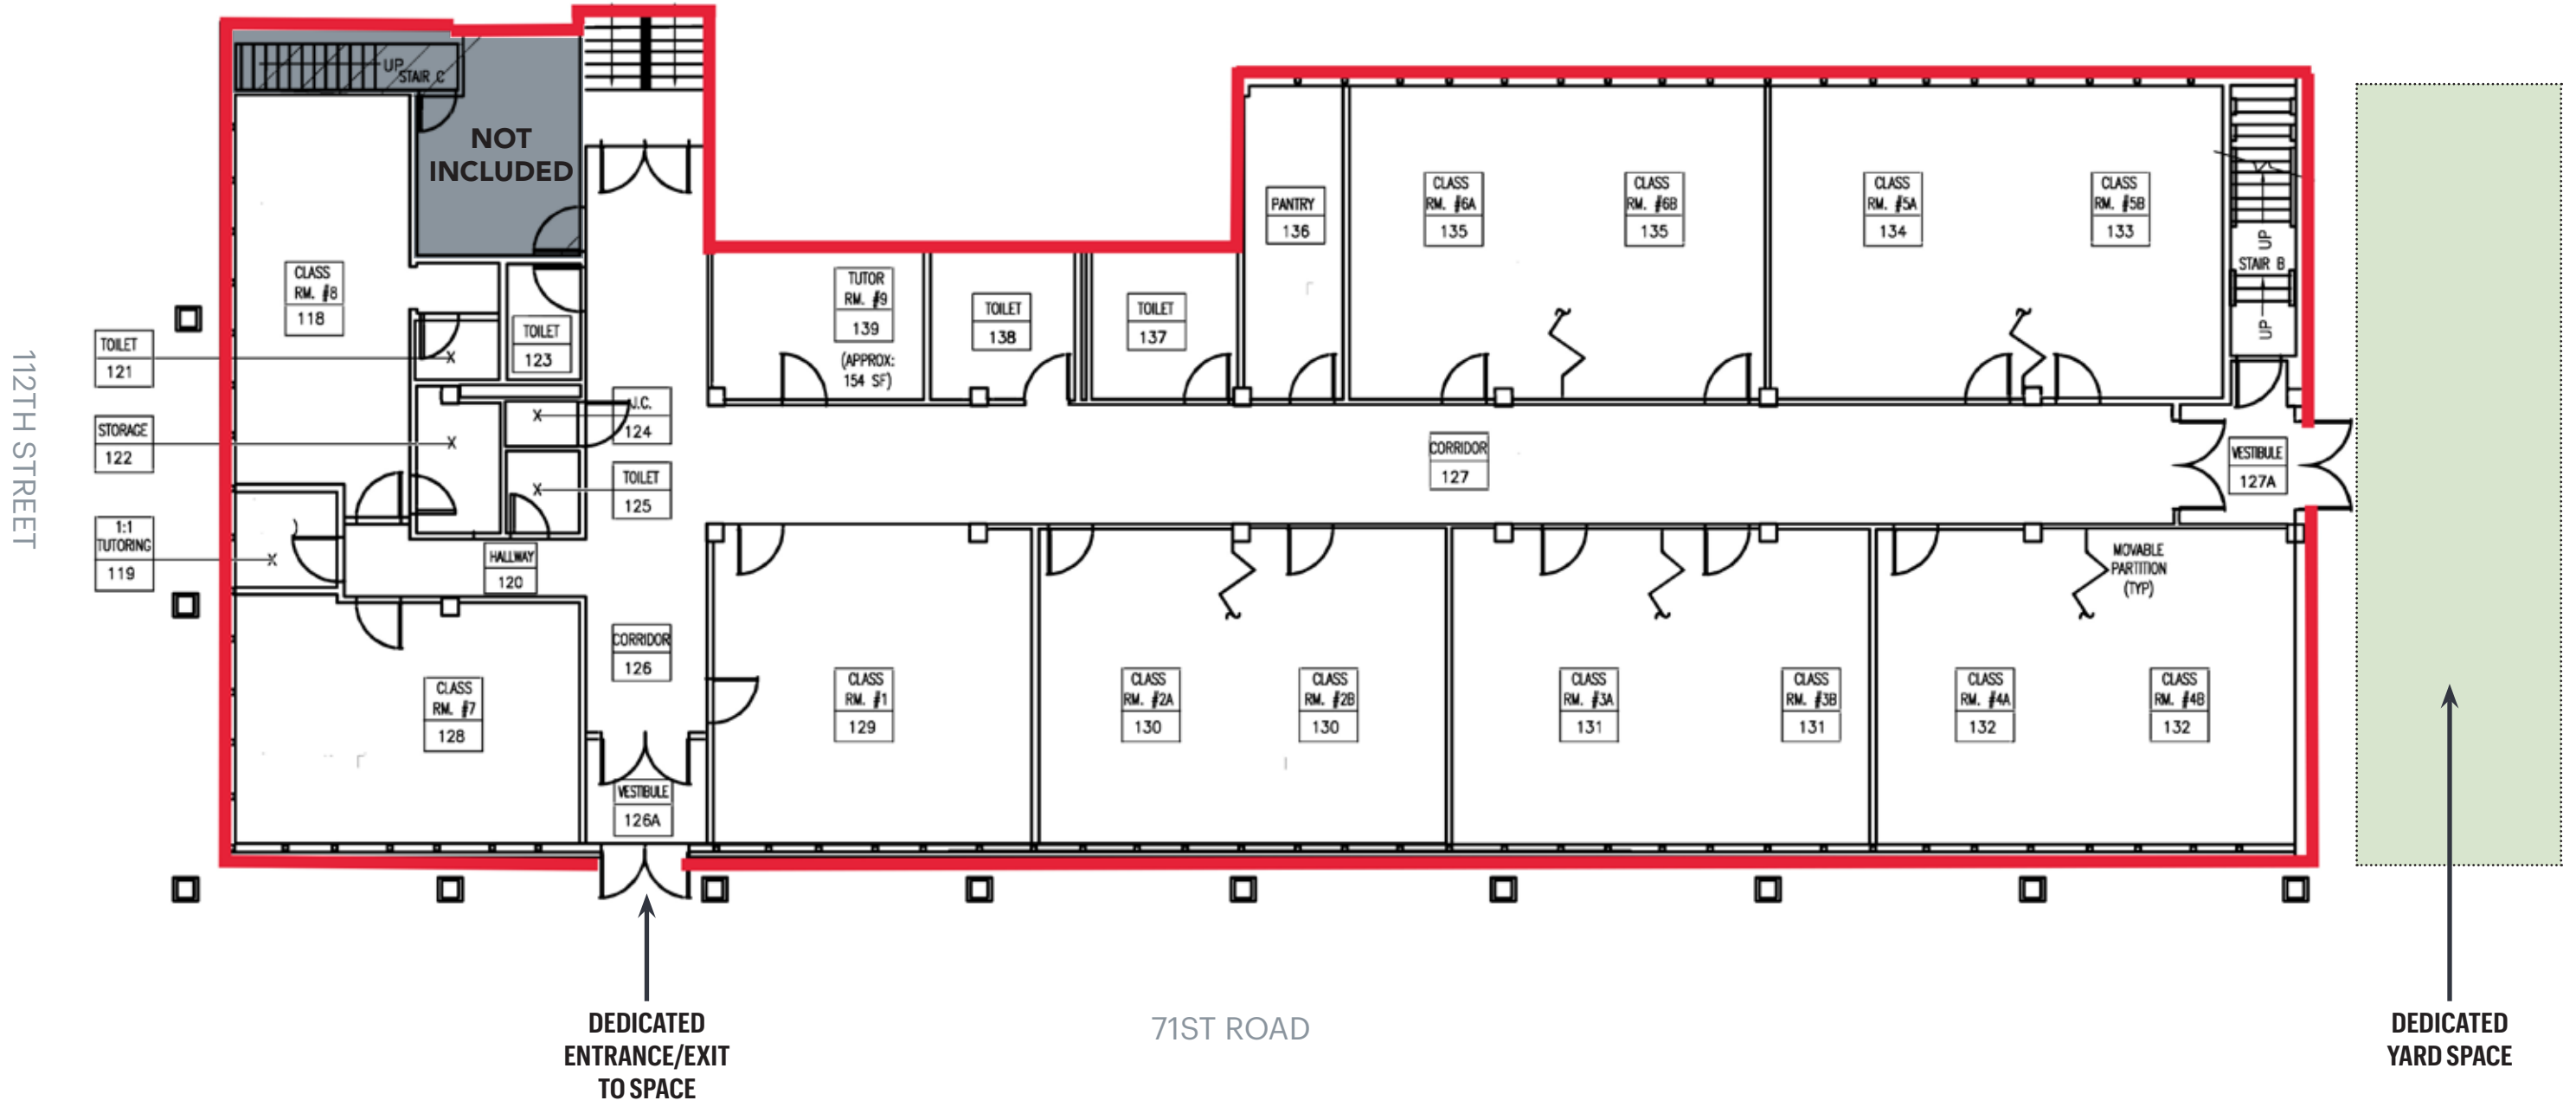 UP
STAIR C
NOT
INCLUDED
CLASS
RM. #8
118
TOILET
123
TOILET
121
STORAGE
122
1:1
TUTORING
119
112TH STREET
J.C.
124
TOILET
125
HALLWAY
120
CORRIDOR
126
CLASS
RM. #7
128
VESTIBULE
126A
TUTOR
RM. #9
139
(APPROX:
154 SF)
TOILET
138
TOILET
137
PANTRY
136
CLASS
RM. #6A
135
CLASS
RM. #6B
135
CLASS
RM. #5A
134
CLASS
RM. #5B
133
UP
STAIR B
UP
CORRIDOR
127
VESTIBULE
127A
CLASS
RM. #1
129
CLASS
RM. #2A
130
CLASS
RM. #2B
130
CLASS
RM. #3A
131
CLASS
RM. #3B
131
MOVABLE
PARTITION
(TYP)
CLASS
RM. #4A
132
CLASS
RM. #4B
132
DEDICATED
ENTRANCE/EXIT
TO SPACE
71ST ROAD
DEDICATED
YARD SPACE